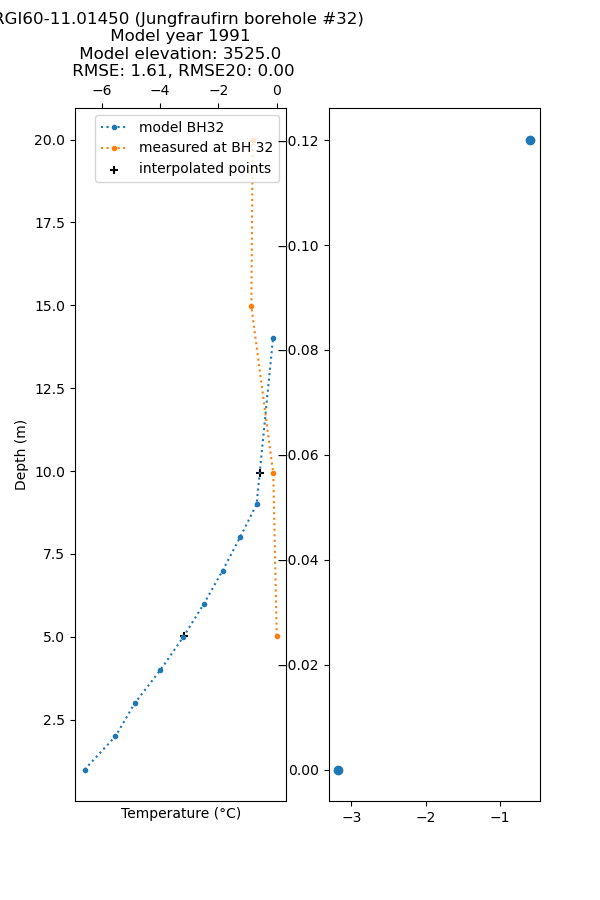 RGI60-11.01450 (Jungfraufirn borehole #32)
Model year 1991
Model elevation: 3525.0
RMSE: 1.61, RMSE20: 0.00
−6 −4 −2 0
model BH32
measured at BH 32
interpolated points
20.0
17.5
15.0
12.5
10.0
7.5
5.0
2.5
Depth (m)
Temperature (°C)
−0.12
−0.10
−0.08
−0.06
−0.04
−0.02
0.00
−3 −2 −1